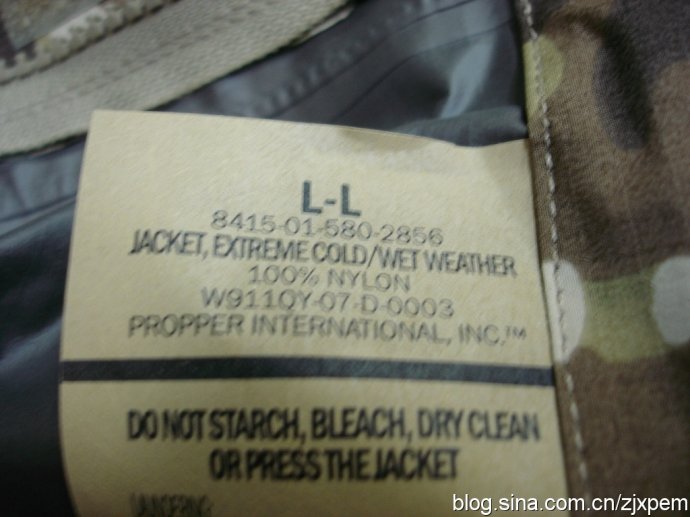 L-L
8415-01-580-2856
JACKET, EXTREME COLD/WET WEATHER
100% NYLON
W911QY-07-D-0003
PROPPER INTERNATIONAL, INC.™
DO NOT STARCH, BLEACH, DRY CLEAN
OR PRESS THE JACKET
LAUNDERING:
blog.sina.com.cn/zjxpem